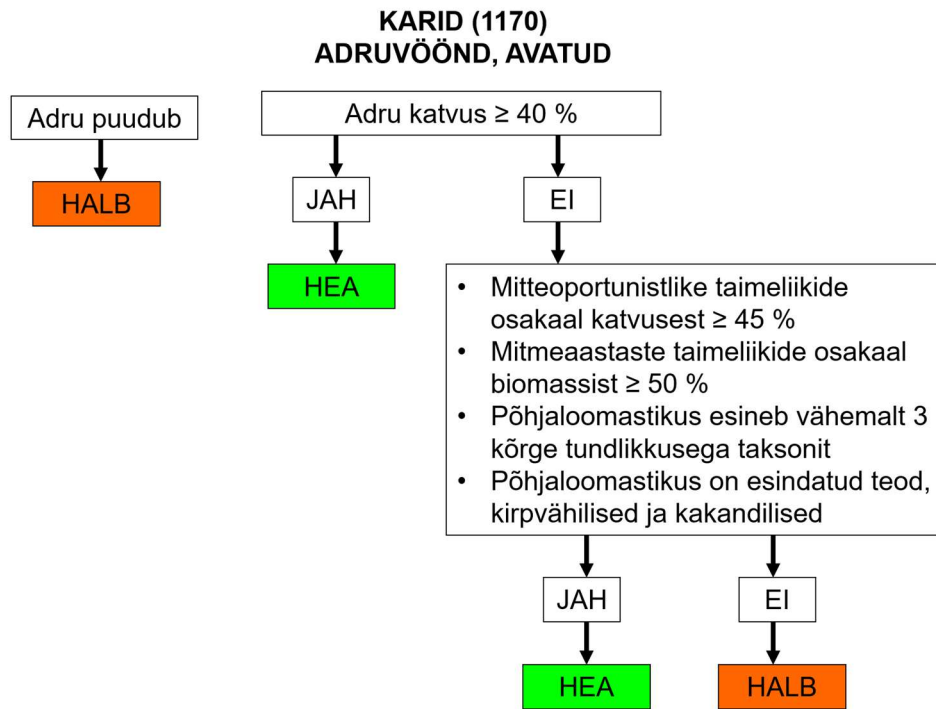 KARID (1170)
ADRUVÖÖND, AVATUD
Adru puudub
HALB
Adru katvus ≥ 40 %
JAH
EI
HEA
• Mitteoportunistlike taimeliikide
osakaal katvusest ≥ 45 %
• Mitmeaastaste taimeliikide osakaal
biomassist ≥ 50 %
• Põhjaloomastikus esineb vähemalt 3
kõrge tundlikkusega taksonit
• Põhjaloomastikus on esindatud teod,
kirpvähilised ja kakandilised
JAH
EI
HEA
HALB